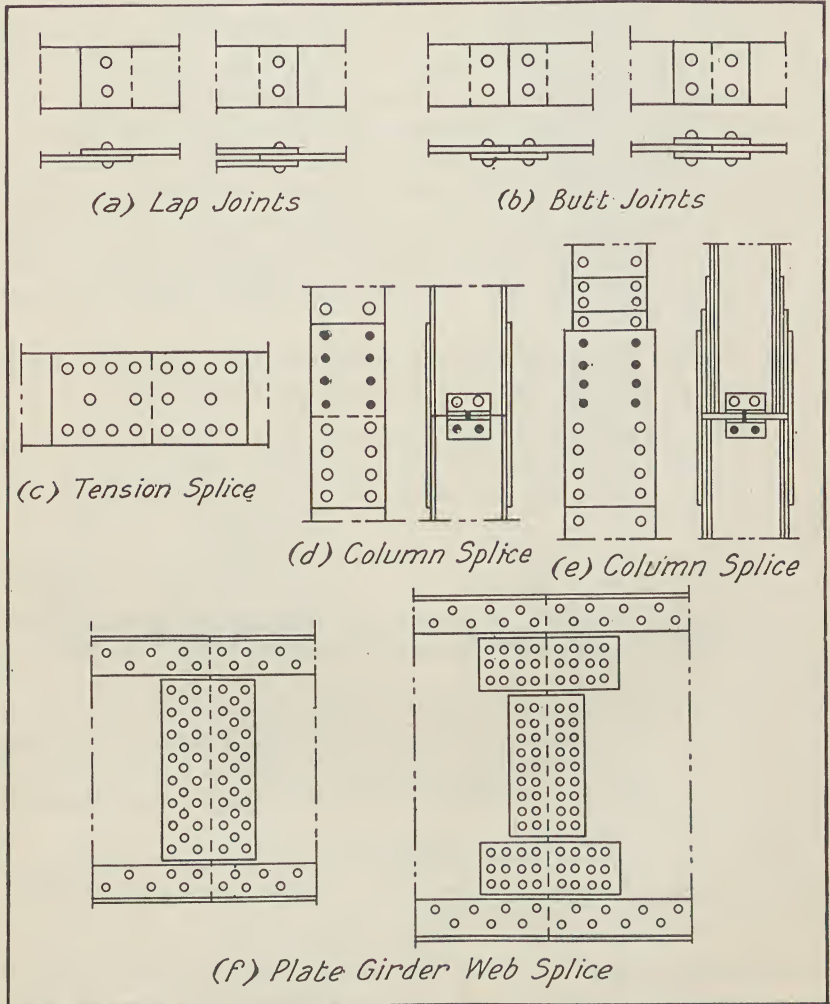 (a) Lap Joints
(b) Butt Joints
(c) Tension Splice
(d) Column Splice
(e) Column Splice
(f) Plate Girder Web Splice